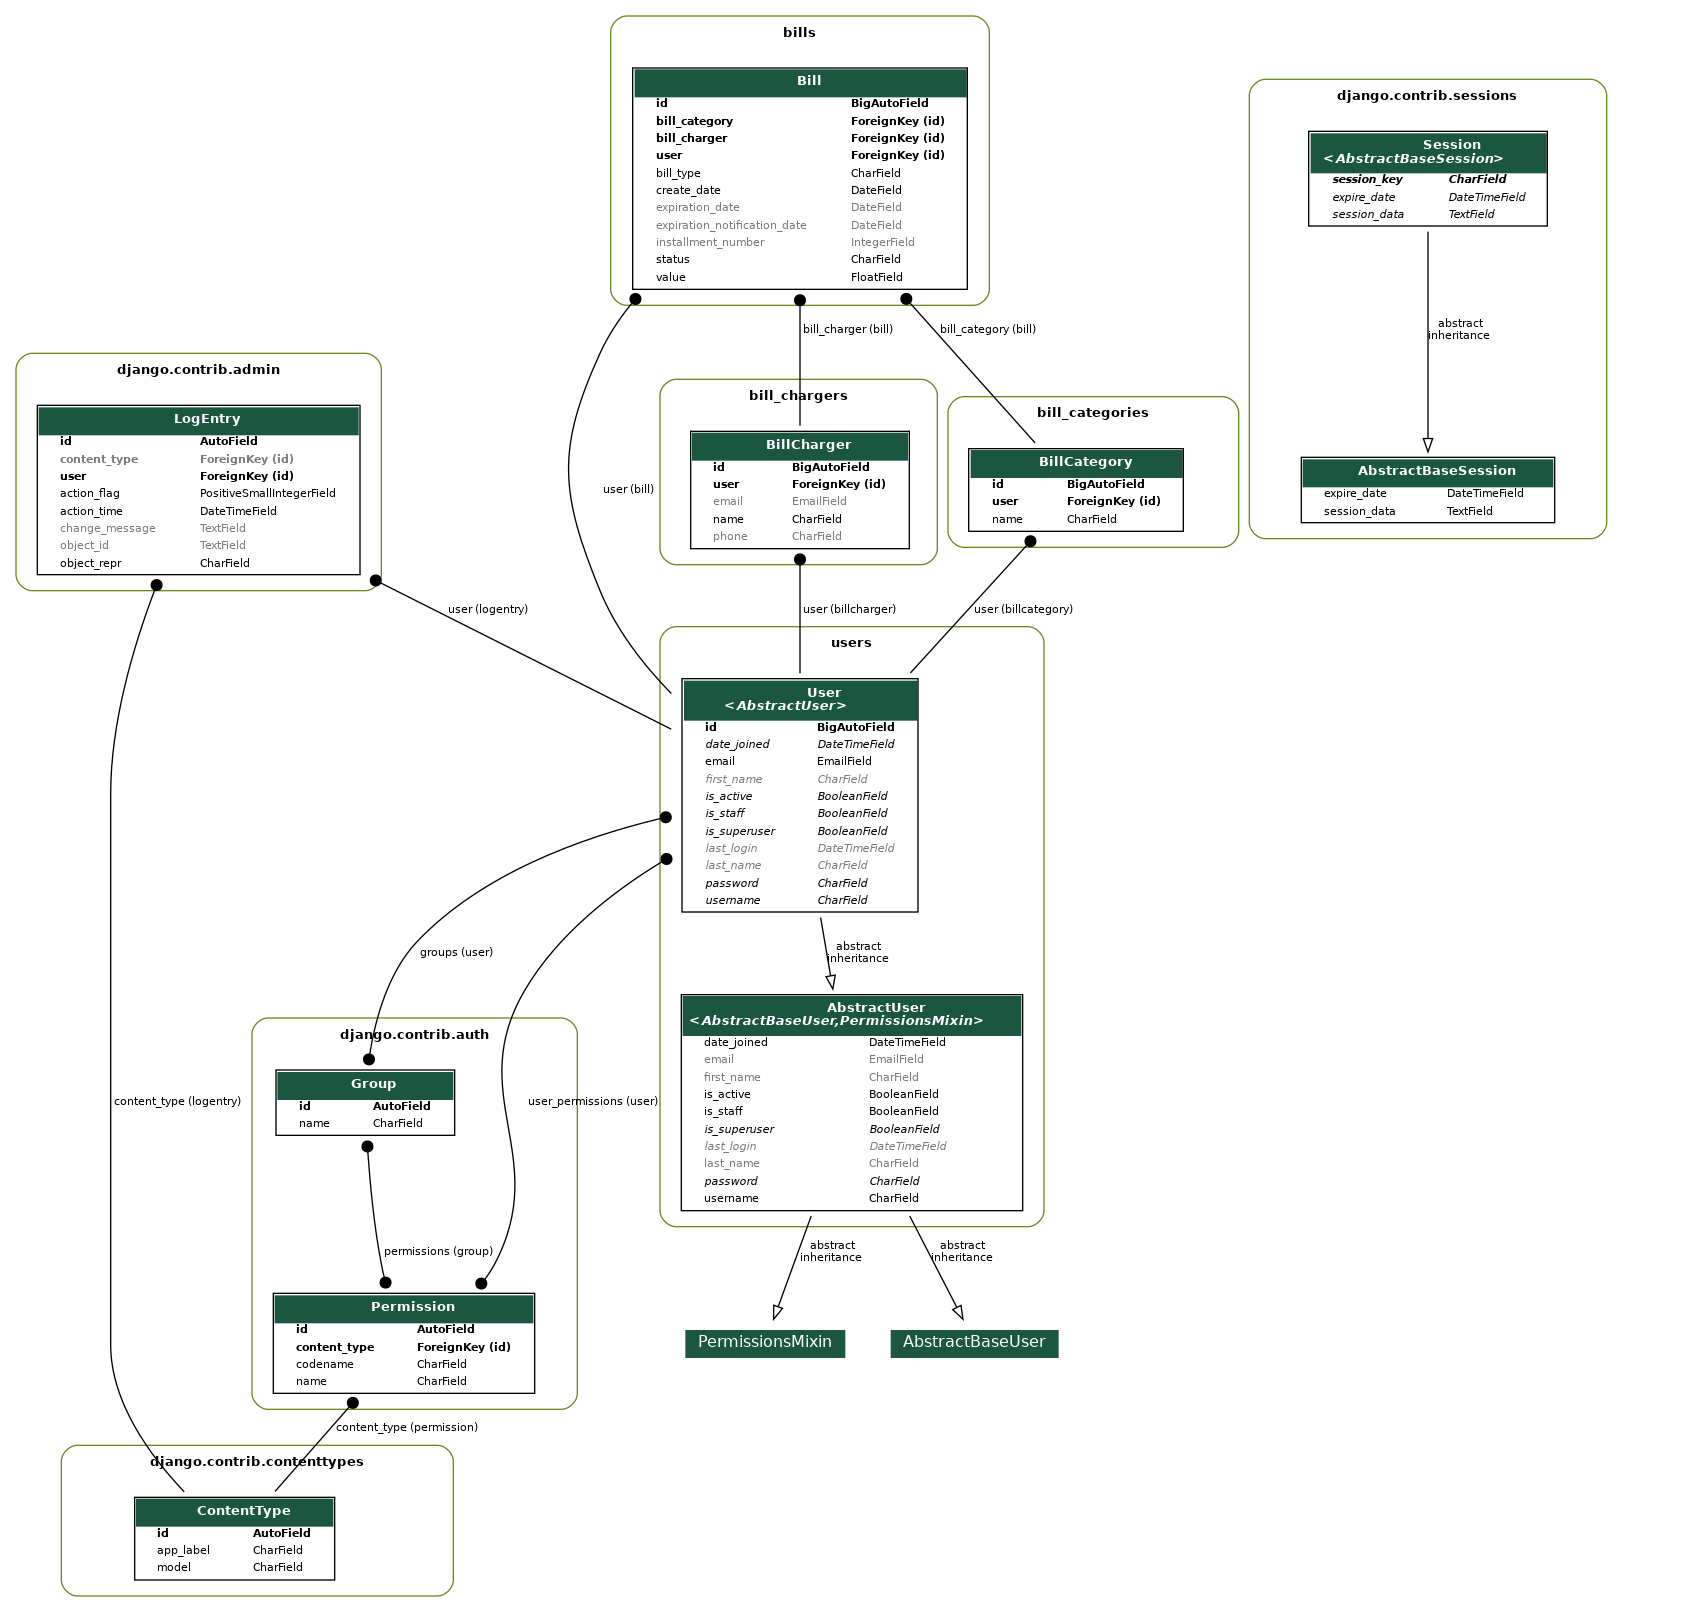 bills
Bill
id BigAutoField
bill_category ForeignKey (id)
bill_charger ForeignKey (id)
user ForeignKey (id)
bill_type CharField
create_date DateField
expiration_date DateField
expiration_notification_date DateField
installment_number IntegerField
status CharField
value FloatField
django.contrib.sessions
Session
<AbstractBaseSession>
session_key CharField
expire_date DateTimeField
session_data TextField
abstract
inheritance
AbstractBaseSession
expire_date DateTimeField
session_data TextField
bill_charger (bill)
bill_category (bill)
user (bill)
django.contrib.admin
LogEntry
id AutoField
content_type ForeignKey (id)
user ForeignKey (id)
action_flag PositiveSmallIntegerField
action_time DateTimeField
change_message TextField
object_id TextField
object_repr CharField
bill_chargers
BillCharger
id BigAutoField
user ForeignKey (id)
email EmailField
name CharField
phone CharField
bill_categories
BillCategory
id BigAutoField
user ForeignKey (id)
name CharField
user (logentry)
user (billcharger)
user (billcategory)
users
User
<AbstractUser>
id BigAutoField
date_joined DateTimeField
email EmailField
first_name CharField
is_active BooleanField
is_staff BooleanField
is_superuser BooleanField
last_login DateTimeField
last_name CharField
password CharField
username CharField
groups (user)
abstract
inheritance
AbstractUser
<AbstractBaseUser,PermissionsMixin>
date_joined DateTimeField
email EmailField
first_name CharField
is_active BooleanField
is_staff BooleanField
is_superuser BooleanField
last_login DateTimeField
last_name CharField
password CharField
username CharField
django.contrib.auth
Group
id AutoField
name CharField
content_type (logentry)
user_permissions (user)
permissions (group)
abstract
inheritance
abstract
inheritance
Permission
id AutoField
content_type ForeignKey (id)
codename CharField
name CharField
PermissionsMixin
AbstractBaseUser
content_type (permission)
django.contrib.contenttypes
ContentType
id AutoField
app_label CharField
model CharField